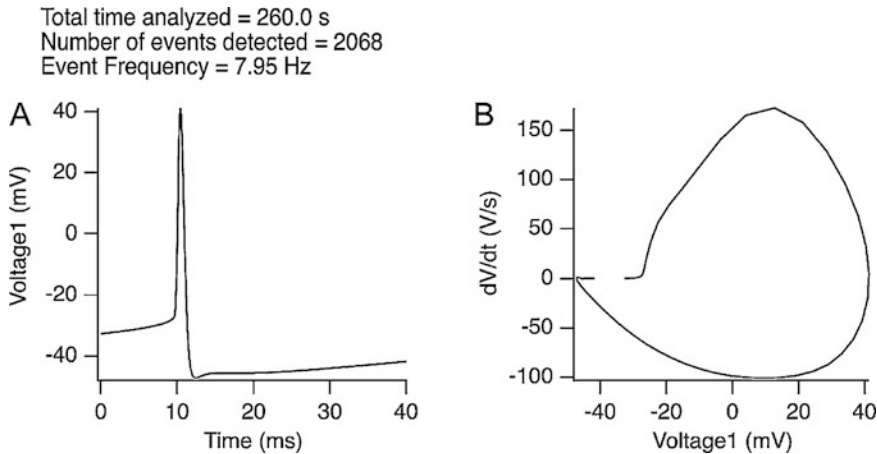 Total time analyzed = 260.0 s
Number of events detected = 2068
Event Frequency = 7.95 Hz
A
Voltage1 (mV)
40
20
0
-20
-40
0
10
20
30
40
Time (ms)
B
dV/dt (V/s)
150
100
50
0
-50
-100
-40
-20
0
20
40
Voltage1 (mV)